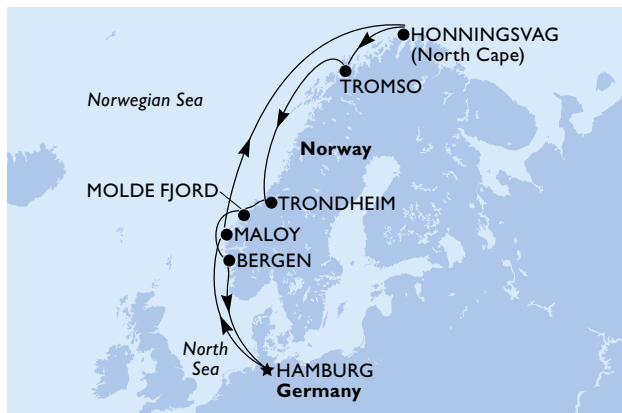 HONNINGSVAG
(North Cape)
TROMSO
Norwegian Sea
Norway
MOLDE FJORD
TRONDHEIM
MALOY
BERGEN
North
Sea
HAMBURG
Germany